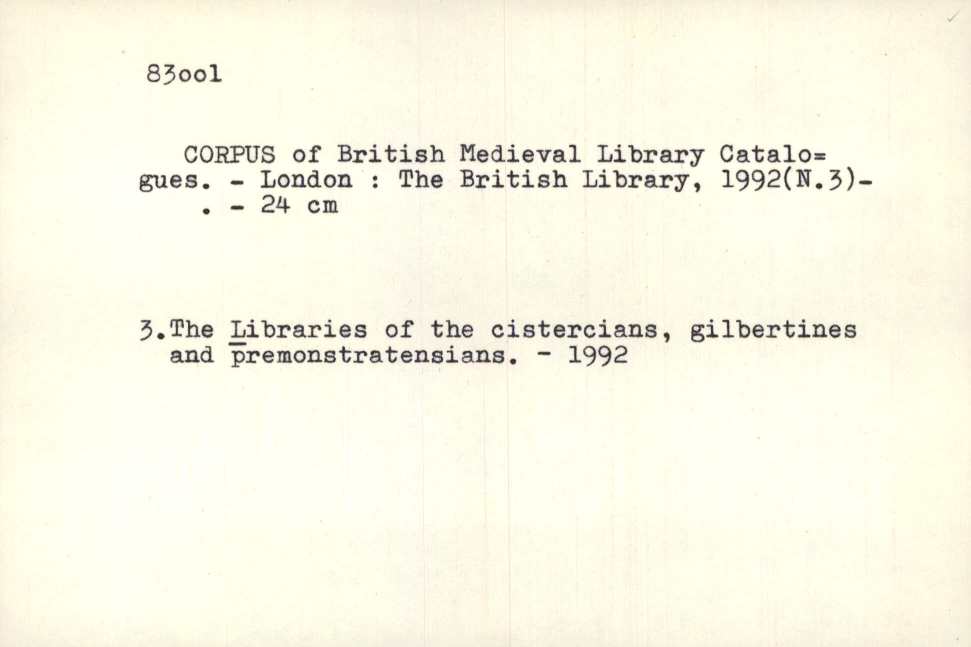 83ool
CORPUS of British Medieval Library Catalo=
gues. - London : The British Library, 1992(N.3)-
. - 24 cm
3.The Libraries of the cistercians, gilbertines
and premonstratensians. - 1992